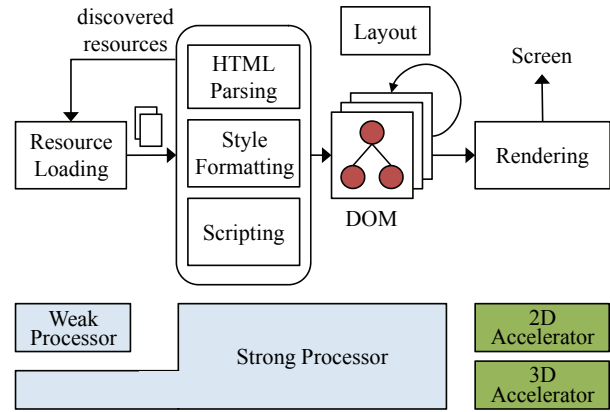 discovered
resources
Resource
Loading
HTML
Parsing
Style
Formatting
Scripting
Layout
DOM
Screen
Rendering
Weak
Processor
Strong Processor
2D
Accelerator
3D
Accelerator